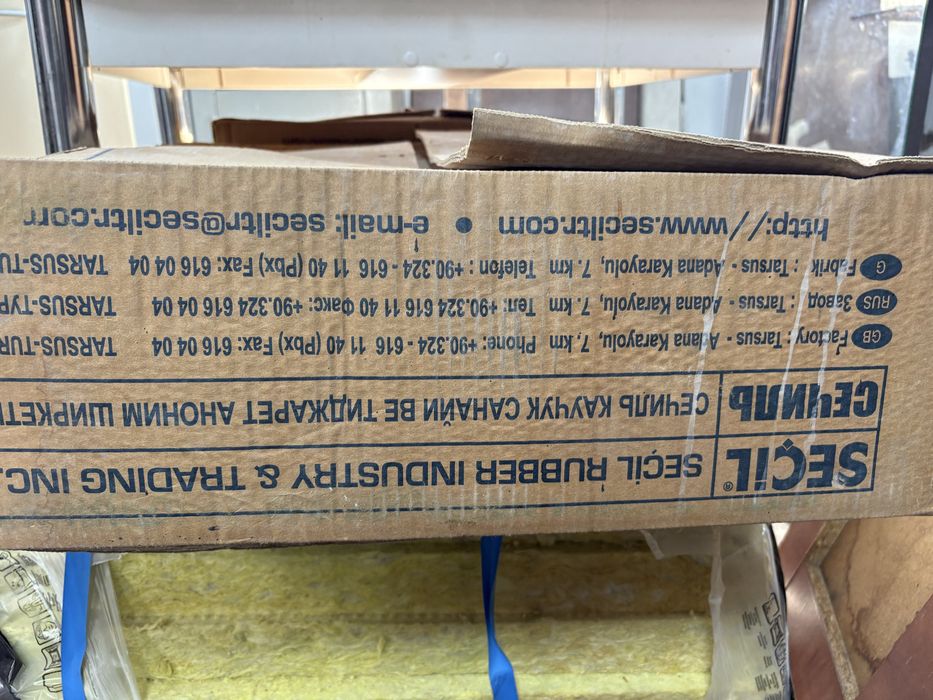 SEÇİL® SEÇİL RUBBER INDUSTRY & TRADING INC.
СЕЧИЛЬ СЕЧИЛЬ КАУЧУК САНАЙИ ВЕ ТИДЖАРЕТ АНОНИМ ШИРКЕТИ
GB Factory : Tarsus - Adana Karayolu, 7. km Phone: +90.324 - 616 11 40 (Pbx) Fax: 616 04 04 TARSUS-TUR
RUS Завод : Tarsus - Adana Karayolu, 7. km Тел: +90.324 616 11 40 Факс: +90.324 616 04 04 TARSUS-ТУР
G Fabrik : Tarsus - Adana Karayolu, 7. km Telefon : +90.324 - 616 11 40 (Pbx) Fax: 616 04 04 TARSUS-TU
http://www.seciltr.com • e-mail: seciltr@seciltr.com